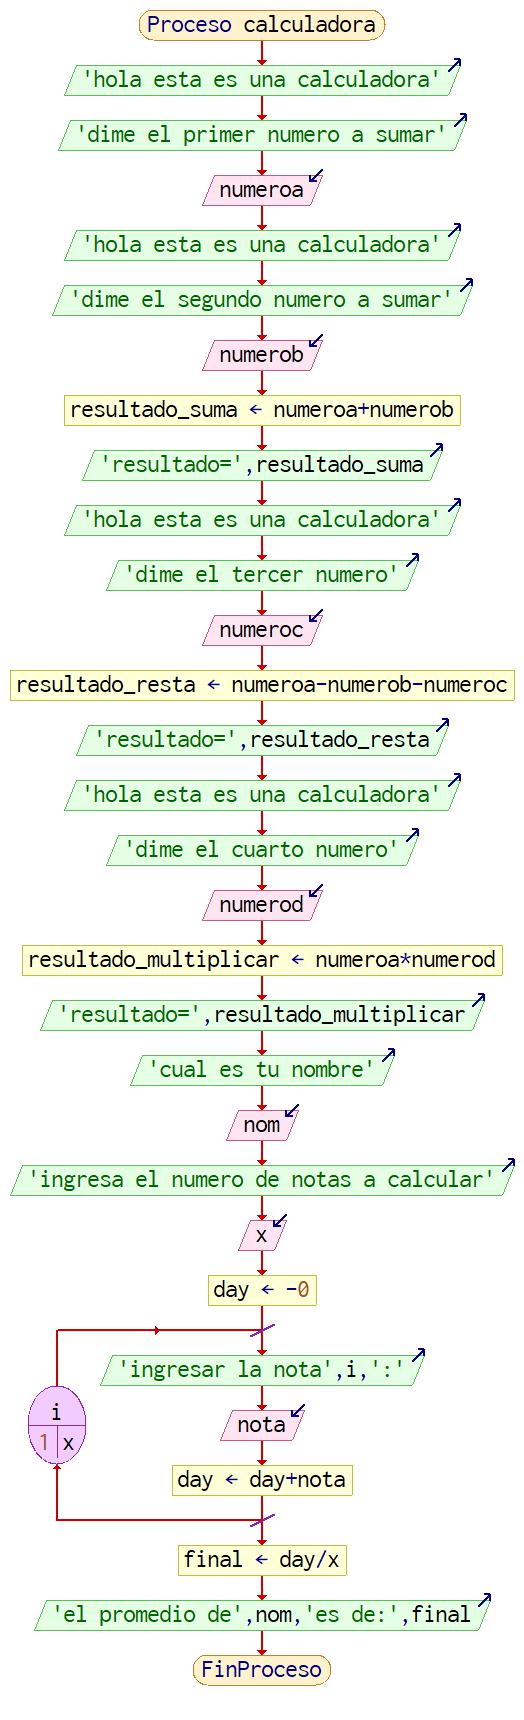 Proceso calculadora
'hola esta es una calculadora'
'dime el primer numero a sumar'
numeroa
'hola esta es una calculadora'
'dime el segundo numero a sumar'
numerob
resultado_suma ← numeroa+numerob
'resultado=',resultado_suma
'hola esta es una calculadora'
'dime el tercer numero'
numeroc
resultado_resta ← numeroa-numerob-numeroc
'resultado=',resultado_resta
'hola esta es una calculadora'
'dime el cuarto numero'
numerod
resultado_multiplicar ← numeroa*numerod
'resultado=',resultado_multiplicar
'cual es tu nombre'
nom
'ingresa el numero de notas a calcular'
x
day ← -0
i
1 x
'ingresar la nota',i,':'
nota
day ← day+nota
final ← day/x
'el promedio de',nom,'es de:',final
FinProceso